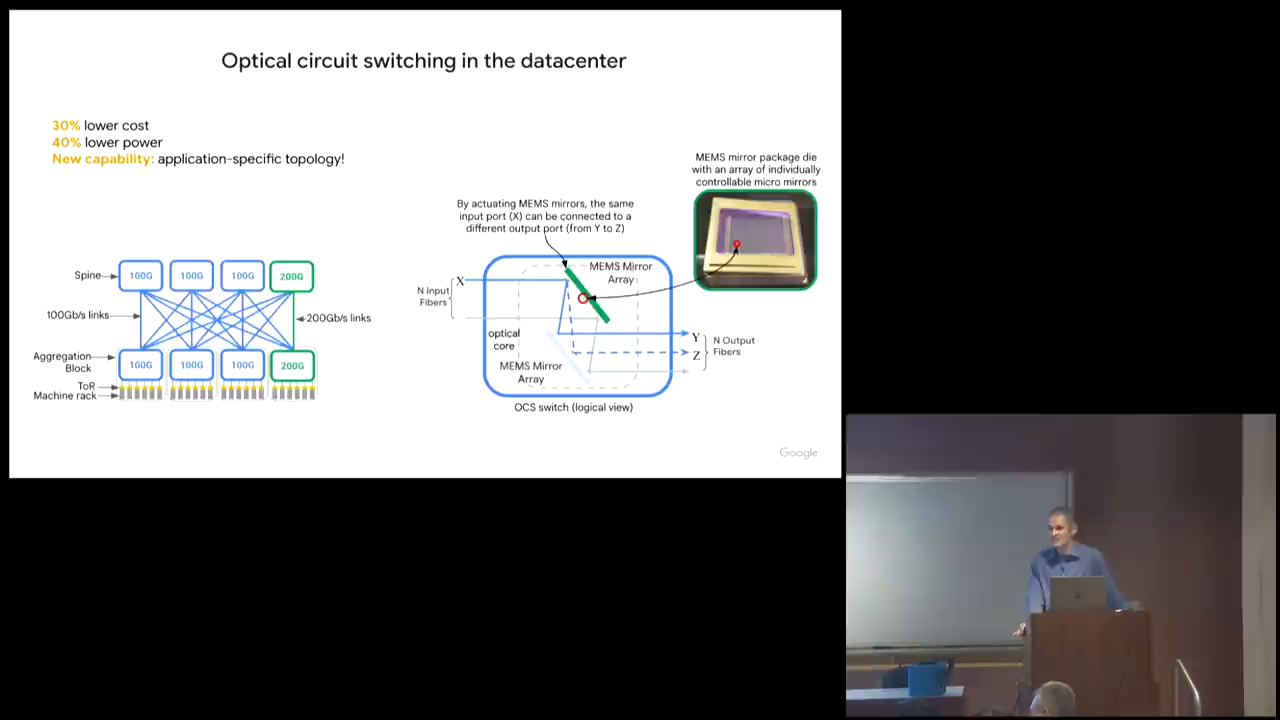 Optical circuit switching in the datacenter
30% lower cost
40% lower power
New capability: application-specific topology!
MEMS mirror package die
with an array of individually
controllable micro mirrors
By actuating MEMS mirrors, the same
input port (X) can be connected to a
different output port (from Y to Z)
Spine
100G
100G
100G
200G
100Gb/s links
200Gb/s links
Aggregation
Block
100G
100G
100G
200G
ToR
Machine rack
MEMS Mirror
Array
X
N Input
Fibers
optical
core
Y
Z
N Output
Fibers
MEMS Mirror
Array
OCS switch (logical view)
Google